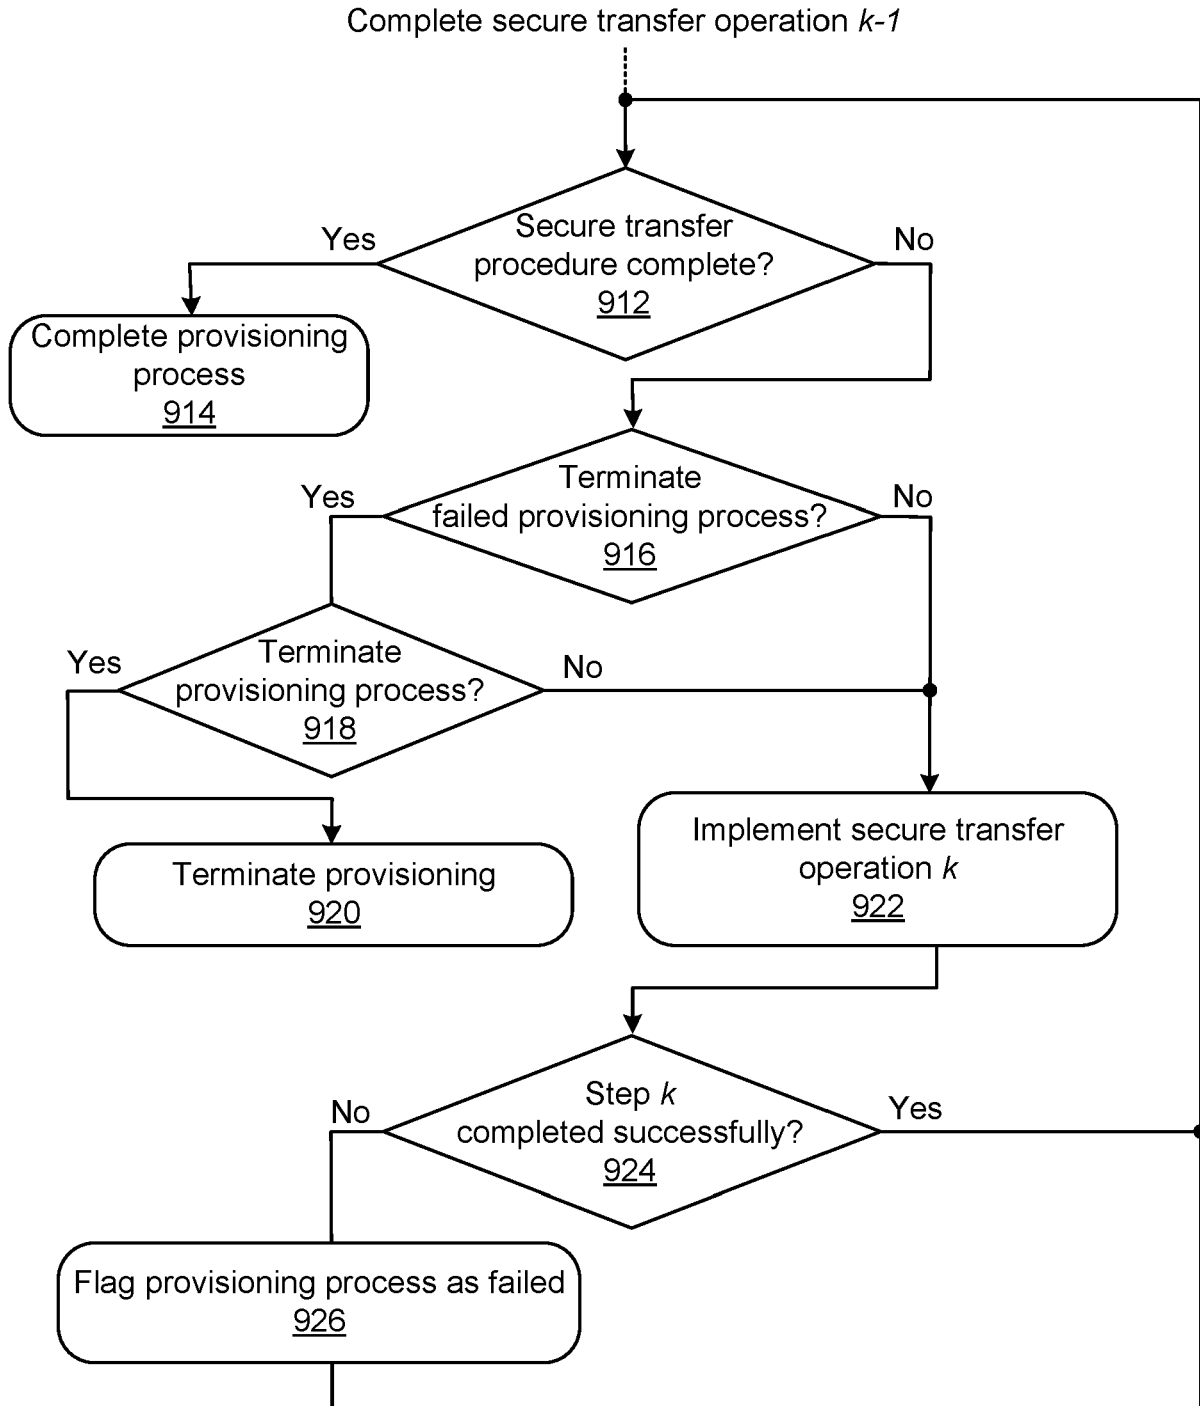 Complete secure transfer operation k-1
Yes
Secure transfer
procedure complete?
912
No
Complete provisioning
process
914
Yes
Terminate
failed provisioning process?
916
No
Yes
Terminate
provisioning process?
918
No
Terminate provisioning
920
Implement secure transfer
operation k
922
No
Step k
completed successfully?
924
Yes
Flag provisioning process as failed
926